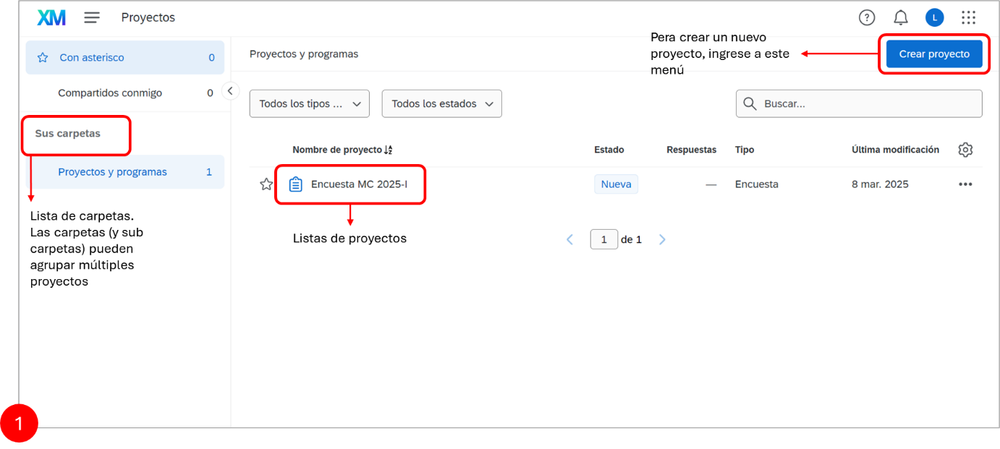 XM
Proyectos
?
L
Con asterisco 0
Compartidos conmigo 0
Sus carpetas
Proyectos y programas 1
Lista de carpetas.
Las carpetas (y sub
carpetas) pueden
agrupar múltiples
proyectos
Proyectos y programas
Pera crear un nuevo
proyecto, ingrese a este
menú
Crear proyecto
Todos los tipos ... Todos los estados
Buscar...
Nombre de proyecto Estado Respuestas Tipo Última modificación
Encuesta MC 2025-I Nueva — Encuesta 8 mar. 2025
Listas de proyectos
1 de 1
1